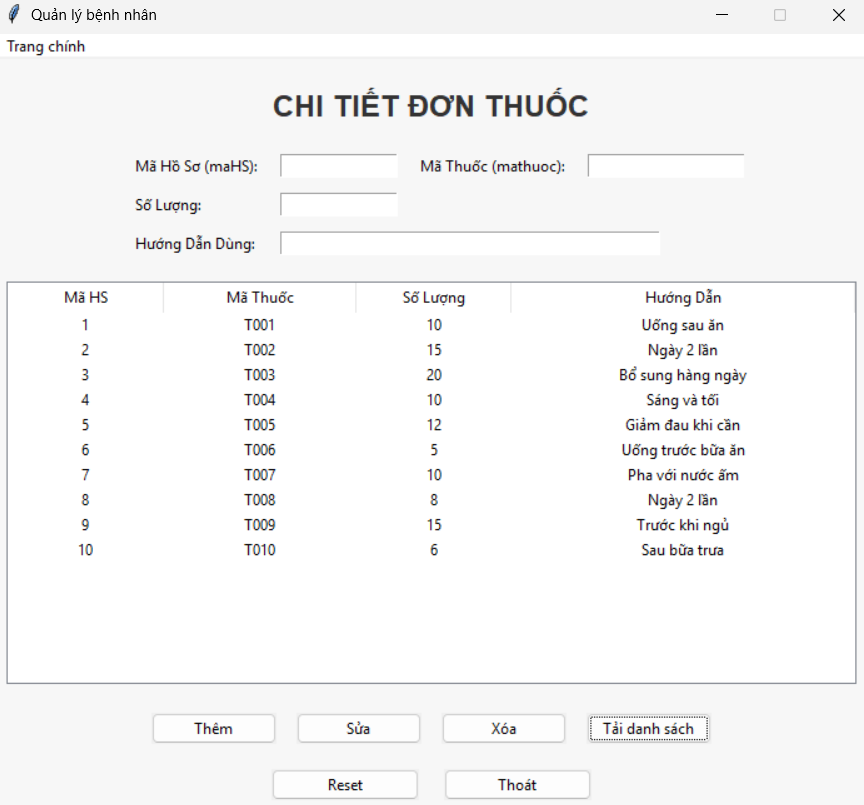 Quản lý bệnh nhân
Trang chính
CHI TIẾT ĐƠN THUỐC
Mã Hồ Sơ (maHS): Mã Thuốc (mathuoc):
Số Lượng:
Hướng Dẫn Dùng:
Mã HS Mã Thuốc Số Lượng Hướng Dẫn
1 T001 10 Uống sau ăn
2 T002 15 Ngày 2 lần
3 T003 20 Bổ sung hàng ngày
4 T004 10 Sáng và tối
5 T005 12 Giảm đau khi cần
6 T006 5 Uống trước bữa ăn
7 T007 10 Pha với nước ấm
8 T008 8 Ngày 2 lần
9 T009 15 Trước khi ngủ
10 T010 6 Sau bữa trưa
Thêm Sửa Xóa Tải danh sách
Reset Thoát